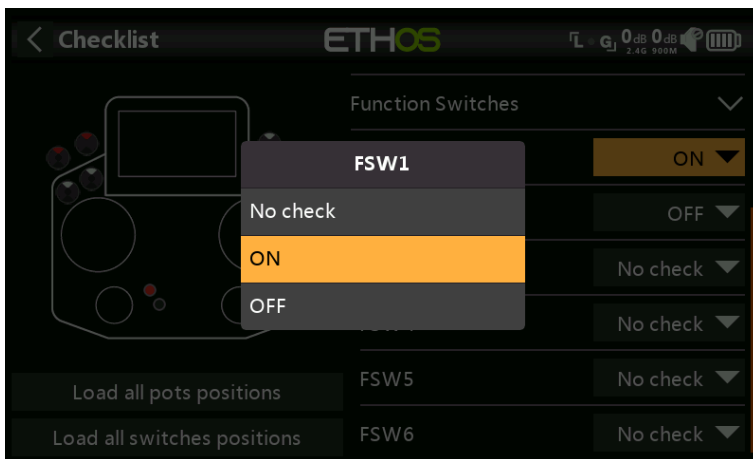 Checklist
ETHOS
L G 0dB 0dB
2.4G 900M
Function Switches
FSW1
ON
No check
OFF
ON
No check
OFF
No check
FSW5
No check
FSW6
No check
Load all pots positions
Load all switches positions